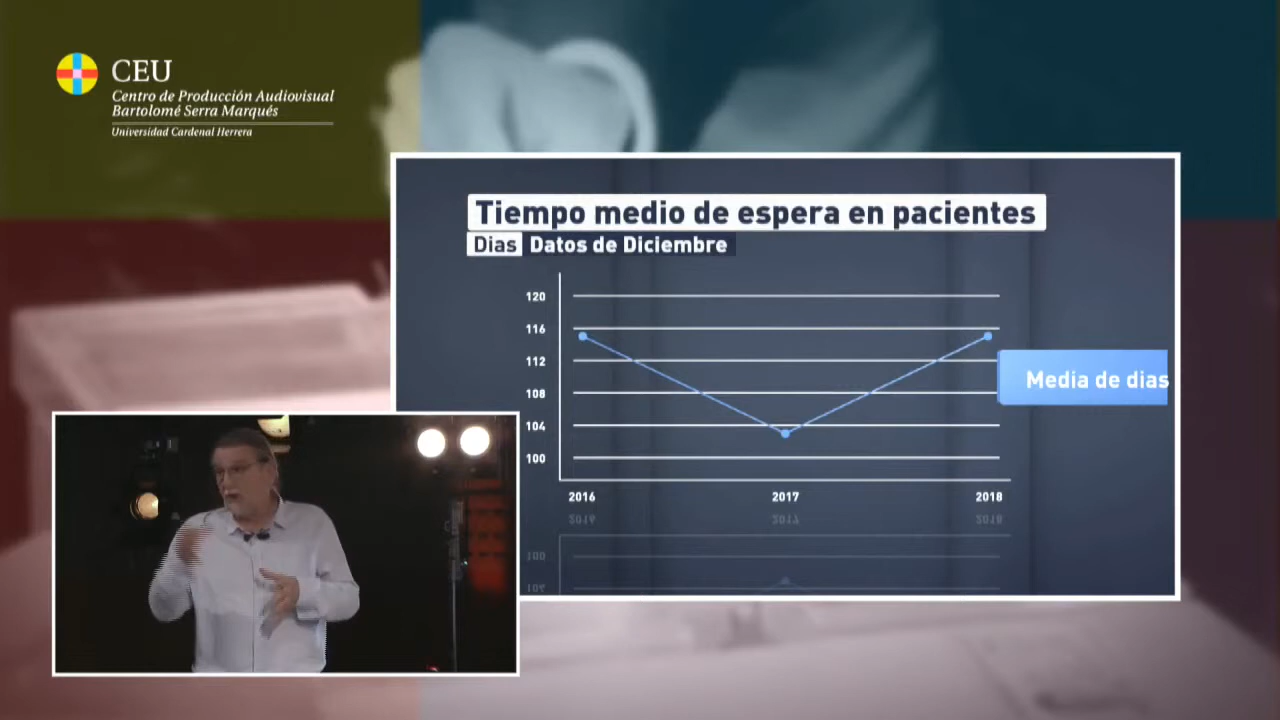 CEU
Centro de Producción Audiovisual
Bartolomé Serra Marqués
Universidad Cardenal Herrera
Tiempo medio de espera en pacientes
Dias Datos de Diciembre
120
116
112
108
104
100
Media de dias
2016 2017 2018